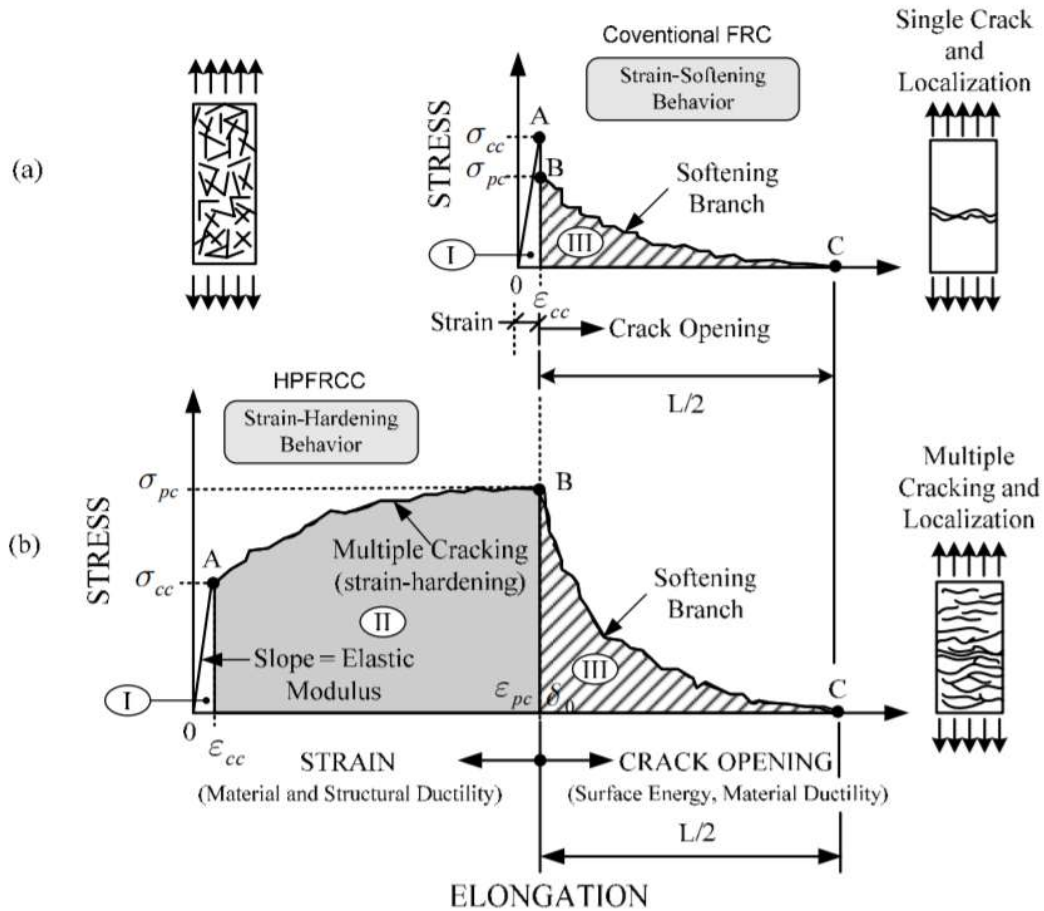 (a)
Coventional FRC
Strain-Softening
Behavior
Single Crack
and
Localization
STRESS
σcc
σpc
A
B
Softening
Branch
I
III
C
0
εcc
Strain
Crack Opening
L/2
(b)
HPFRCC
Strain-Hardening
Behavior
STRESS
σpc
B
Multiple
Cracking and
Localization
A
σcc
Multiple Cracking
(strain-hardening)
II
Softening
Branch
Slope = Elastic
Modulus
I
III
εpc
δ0
C
0
εcc
STRAIN
(Material and Structural Ductility)
CRACK OPENING
(Surface Energy, Material Ductility)
L/2
ELONGATION